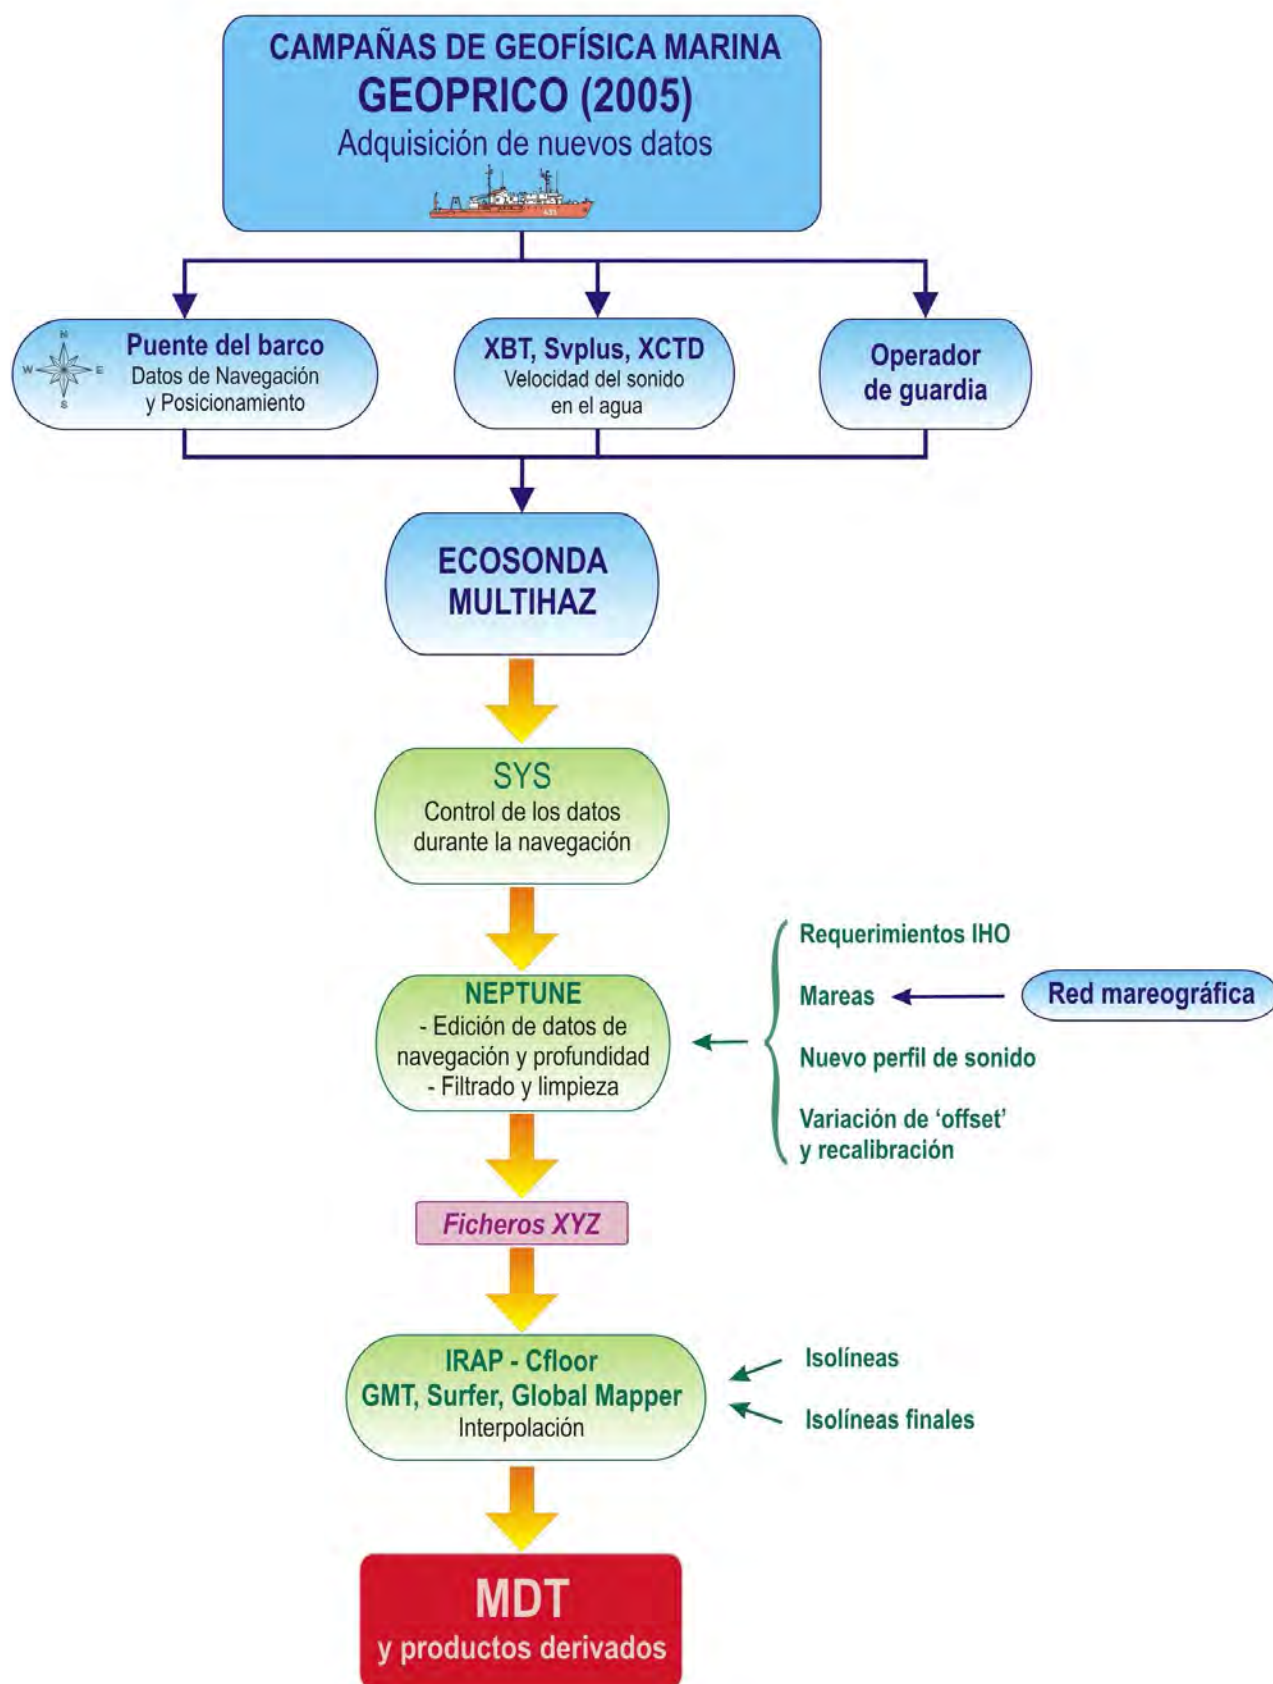 CAMPAÑAS DE GEOFÍSICA MARINA
GEOPRICO (2005)
Adquisición de nuevos datos
A33
N
W
E
S
Puente del barco
Datos de Navegación
y Posicionamiento
XBT, Svplus, XCTD
Velocidad del sonido
en el agua
Operador
de guardia
ECOSONDA
MULTIHAZ
SYS
Control de los datos
durante la navegación
NEPTUNE
- Edición de datos de
navegación y profundidad
- Filtrado y limpieza
Requerimientos IHO
Mareas
Red mareográfica
Nuevo perfil de sonido
Variación de ‘offset’
y recalibración
Ficheros XYZ
IRAP - Cfloor
GMT, Surfer, Global Mapper
Interpolación
Isolíneas
Isolíneas finales
MDT
y productos derivados